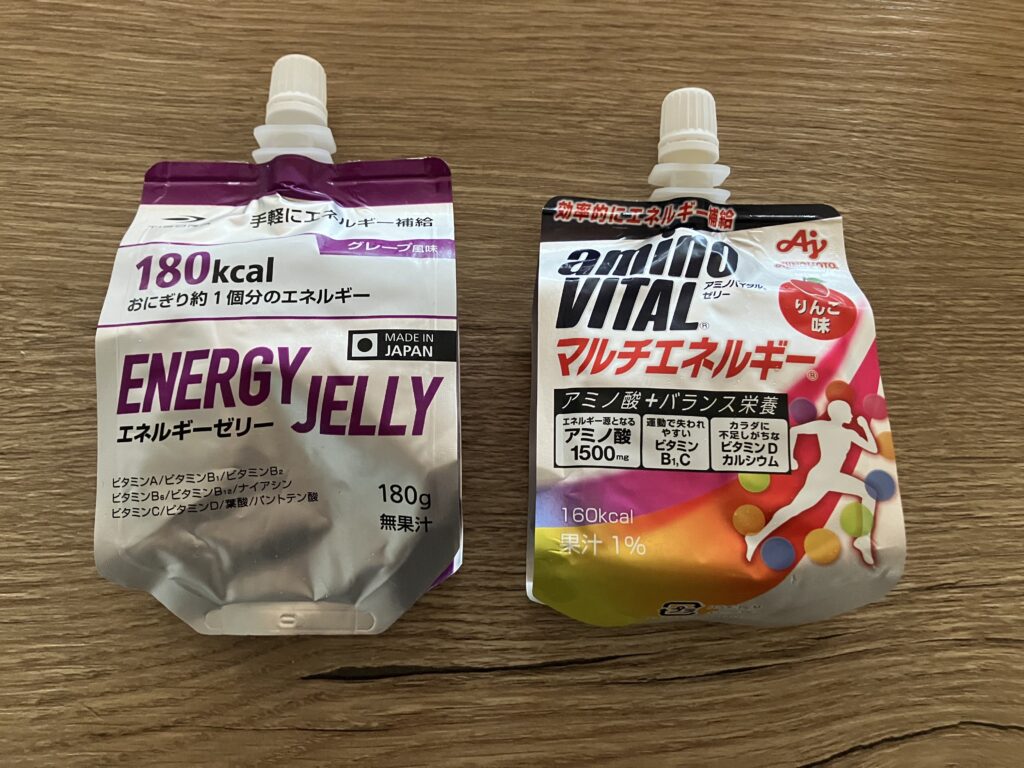 手軽にエネルギー補給
グレープ風味
180kcal
おにぎり約1個分のエネルギー
MADE IN
JAPAN
ENERGY
JELLY
エネルギーゼリー
ビタミンA/ビタミンB₁/ビタミンB₂
ビタミンB₆/ビタミンB₁₂/ナイアシン
ビタミンC/ビタミンD/葉酸/パントテン酸
180g
無果汁
効率的にエネルギー補給
amino
VITAL®
アミノバイタル®
ゼリー
Aj
AJINOMOTO
りんご
味
マルチエネルギー®
アミノ酸+バランス栄養
エネルギー源となる
アミノ酸
1500mg
運動で失われ
やすい
ビタミン
B₁,C
カラダに
不足しがちな
ビタミンD
カルシウム
160kcal
果汁1%